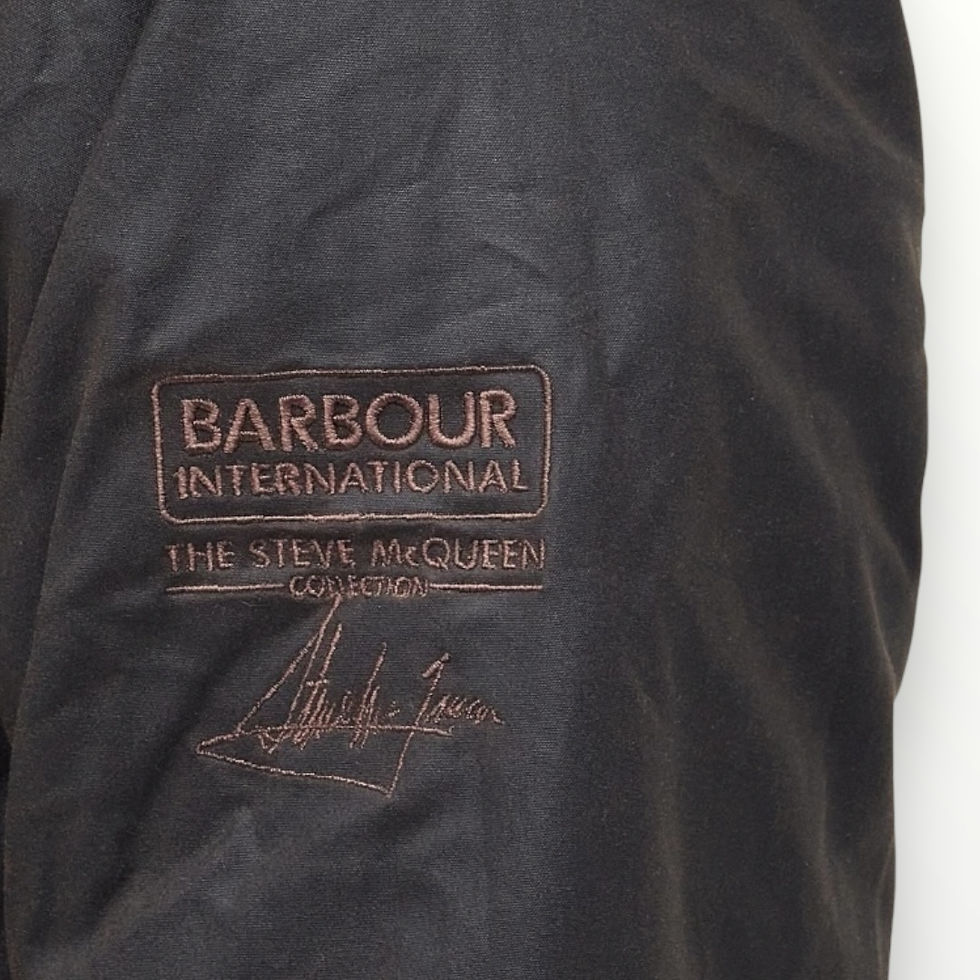 BARBOUR
INTERNATIONAL
THE STEVE McQUEEN
COLLECTION